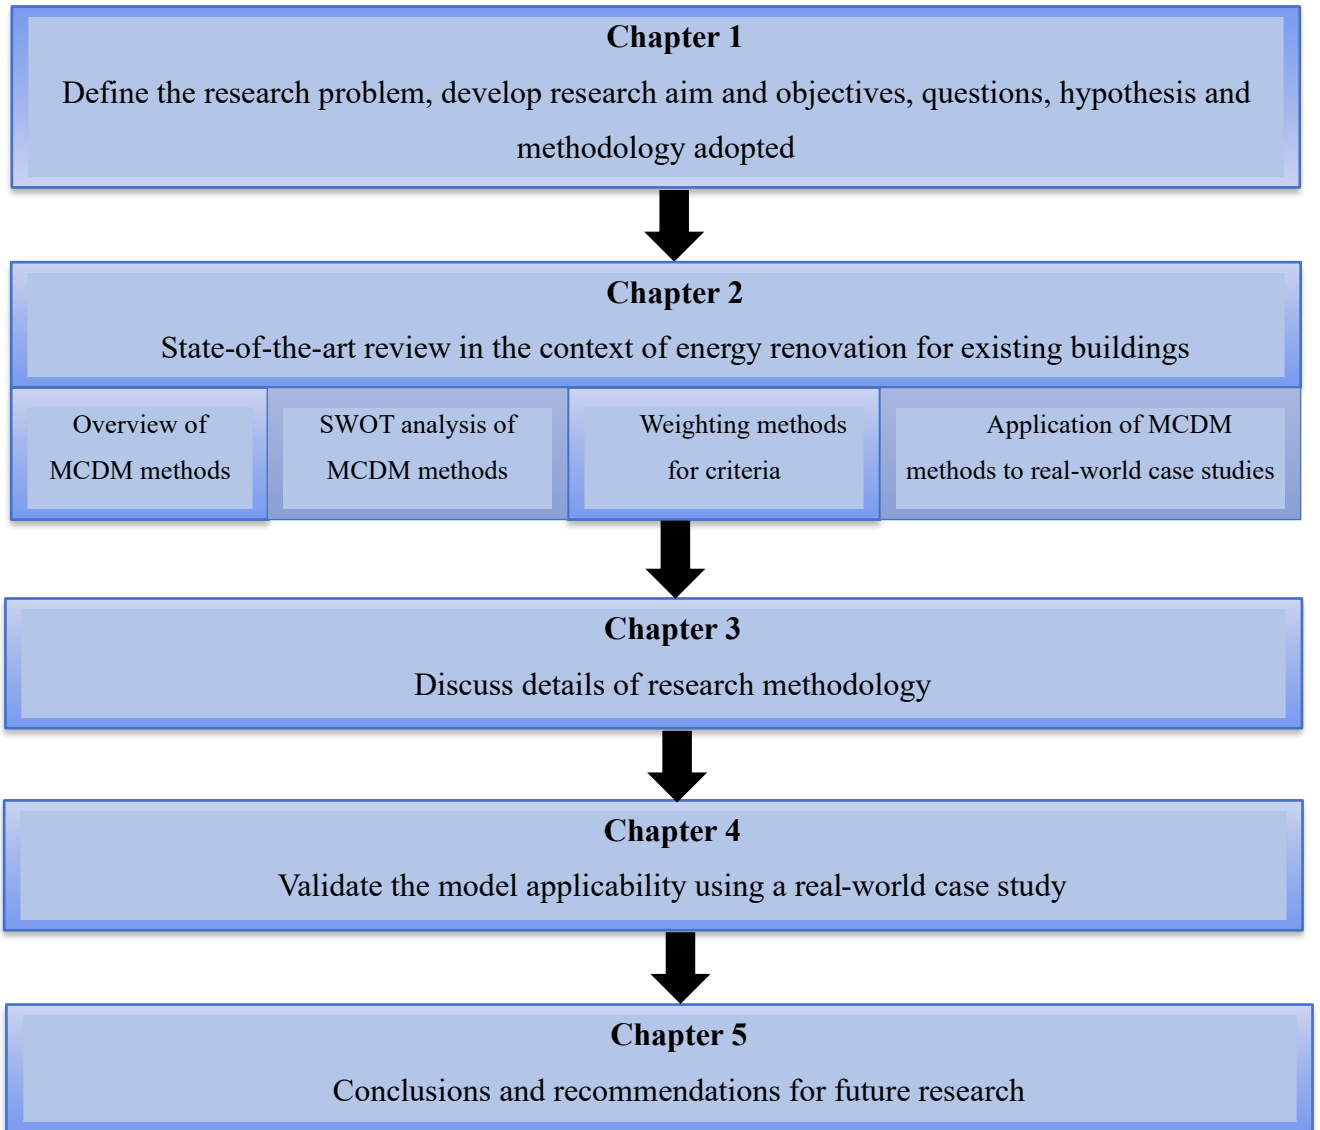 Chapter 1
Define the research problem, develop research aim and objectives, questions, hypothesis and
methodology adopted
Chapter 2
State-of-the-art review in the context of energy renovation for existing buildings
Overview of
MCDM methods
SWOT analysis of
MCDM methods
Weighting methods
for criteria
Application of MCDM
methods to real-world case studies
Chapter 3
Discuss details of research methodology
Chapter 4
Validate the model applicability using a real-world case study
Chapter 5
Conclusions and recommendations for future research